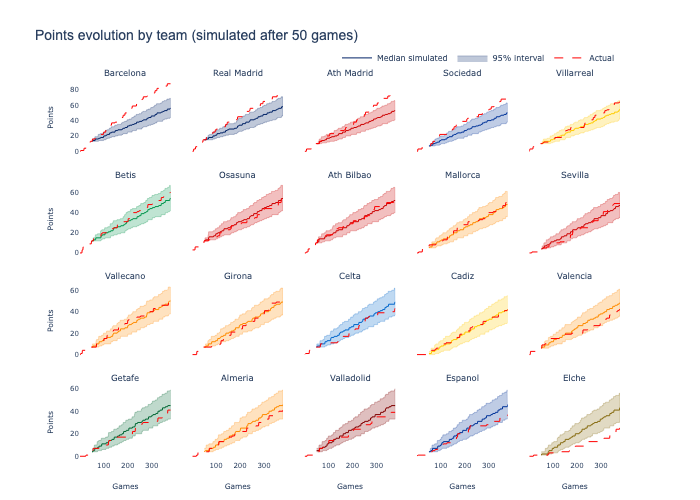 Points evolution by team (simulated after 50 games)
Median simulated 95% interval Actual
Barcelona Real Madrid Ath Madrid Sociedad Villarreal
80
60
40
20
0
Points
Betis Osasuna Ath Bilbao Mallorca Sevilla
60
40
20
0
Points
Vallecano Girona Celta Cadiz Valencia
60
40
20
0
Points
Getafe Almeria Valladolid Espanol Elche
60
40
20
0
Points
100 200 300 100 200 300 100 200 300 100 200 300 100 200 300
Games Games Games Games Games